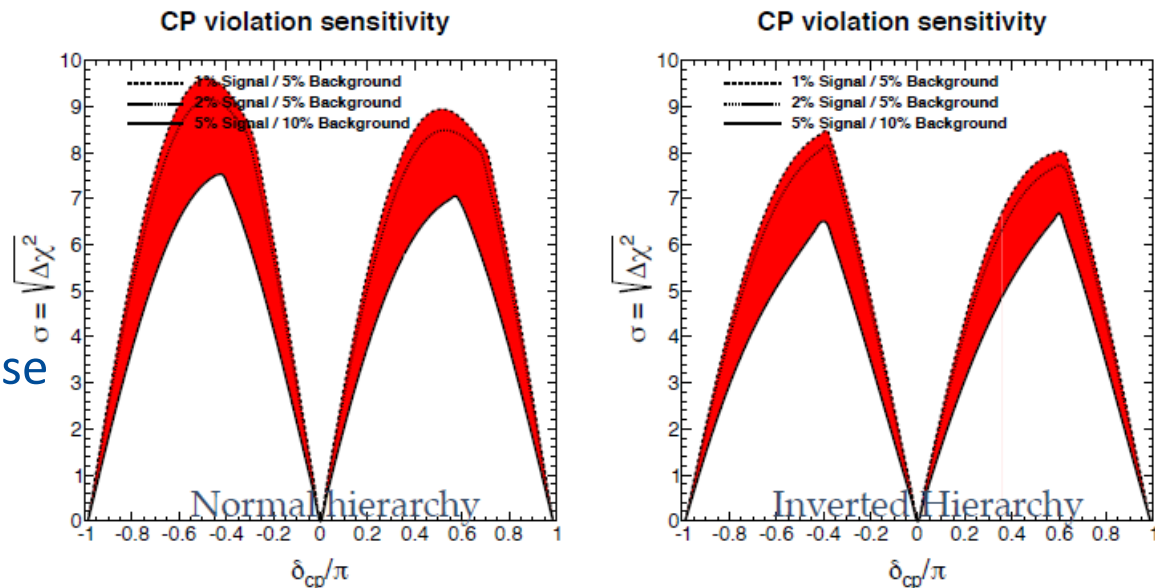 CP violation sensitivity
10
9
8
7
6
5
4
3
2
1
0
σ = √Δχ²
1% Signal / 5% Background
2% Signal / 5% Background
5% Signal / 10% Background
Normal hierarchy
-1 -0.8 -0.6 -0.4 -0.2 0 0.2 0.4 0.6 0.8 1
δcp/π
se
CP violation sensitivity
10
9
8
7
6
5
4
3
2
1
0
σ = √Δχ²
1% Signal / 5% Background
2% Signal / 5% Background
5% Signal / 10% Background
Inverted Hierarchy
-1 -0.8 -0.6 -0.4 -0.2 0 0.2 0.4 0.6 0.8 1
δcp/π